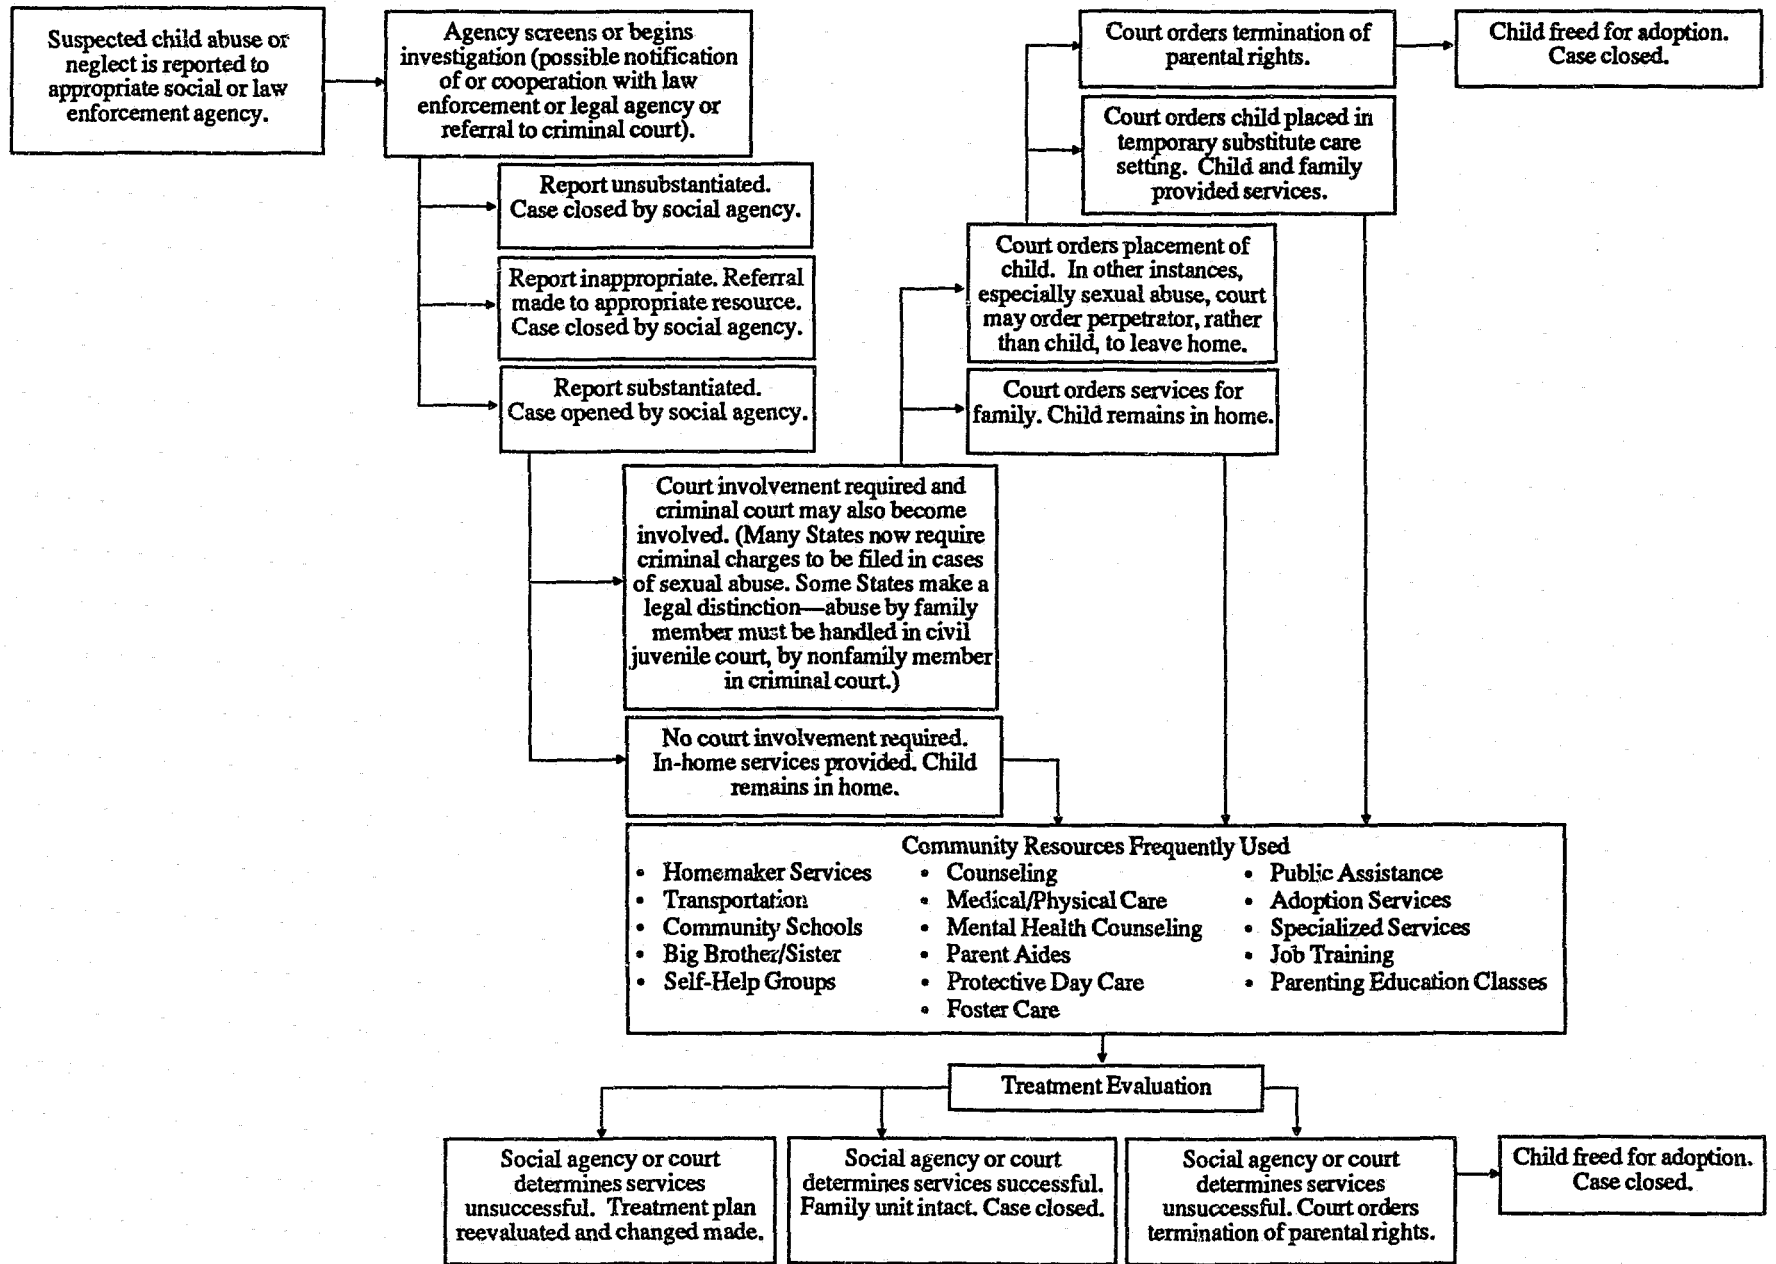 Suspected child abuse or
neglect is reported to
appropriate social or law
enforcement agency.
Agency screens or begins
investigation (possible notification
of or cooperation with law
enforcement or legal agency or
referral to criminal court).
Report unsubstantiated.
Case closed by social agency.
Report inappropriate. Referral
made to appropriate resource.
Case closed by social agency.
Report substantiated.
Case opened by social agency.
Court involvement required and
criminal court may also become
involved. (Many States now require
criminal charges to be filed in cases
of sexual abuse. Some States make a
legal distinction—abuse by family
member must be handled in civil
juvenile court, by nonfamily member
in criminal court.)
No court involvement required.
In-home services provided. Child
remains in home.
Court orders placement of
child. In other instances,
especially sexual abuse, court
may order perpetrator, rather
than child, to leave home.
Court orders services for
family. Child remains in home.
Court orders termination of
parental rights.
Court orders child placed in
temporary substitute care
setting. Child and family
provided services.
Child freed for adoption.
Case closed.
Community Resources Frequently Used
• Homemaker Services
• Transportation
• Community Schools
• Big Brother/Sister
• Self-Help Groups
• Counseling
• Medical/Physical Care
• Mental Health Counseling
• Parent Aides
• Protective Day Care
• Foster Care
• Public Assistance
• Adoption Services
• Specialized Services
• Job Training
• Parenting Education Classes
Treatment Evaluation
Social agency or court
determines services
unsuccessful. Treatment plan
reevaluated and changed made.
Social agency or court
determines services successful.
Family unit intact. Case closed.
Social agency or court
determines services
unsuccessful. Court orders
termination of parental rights.
Child freed for adoption.
Case closed.